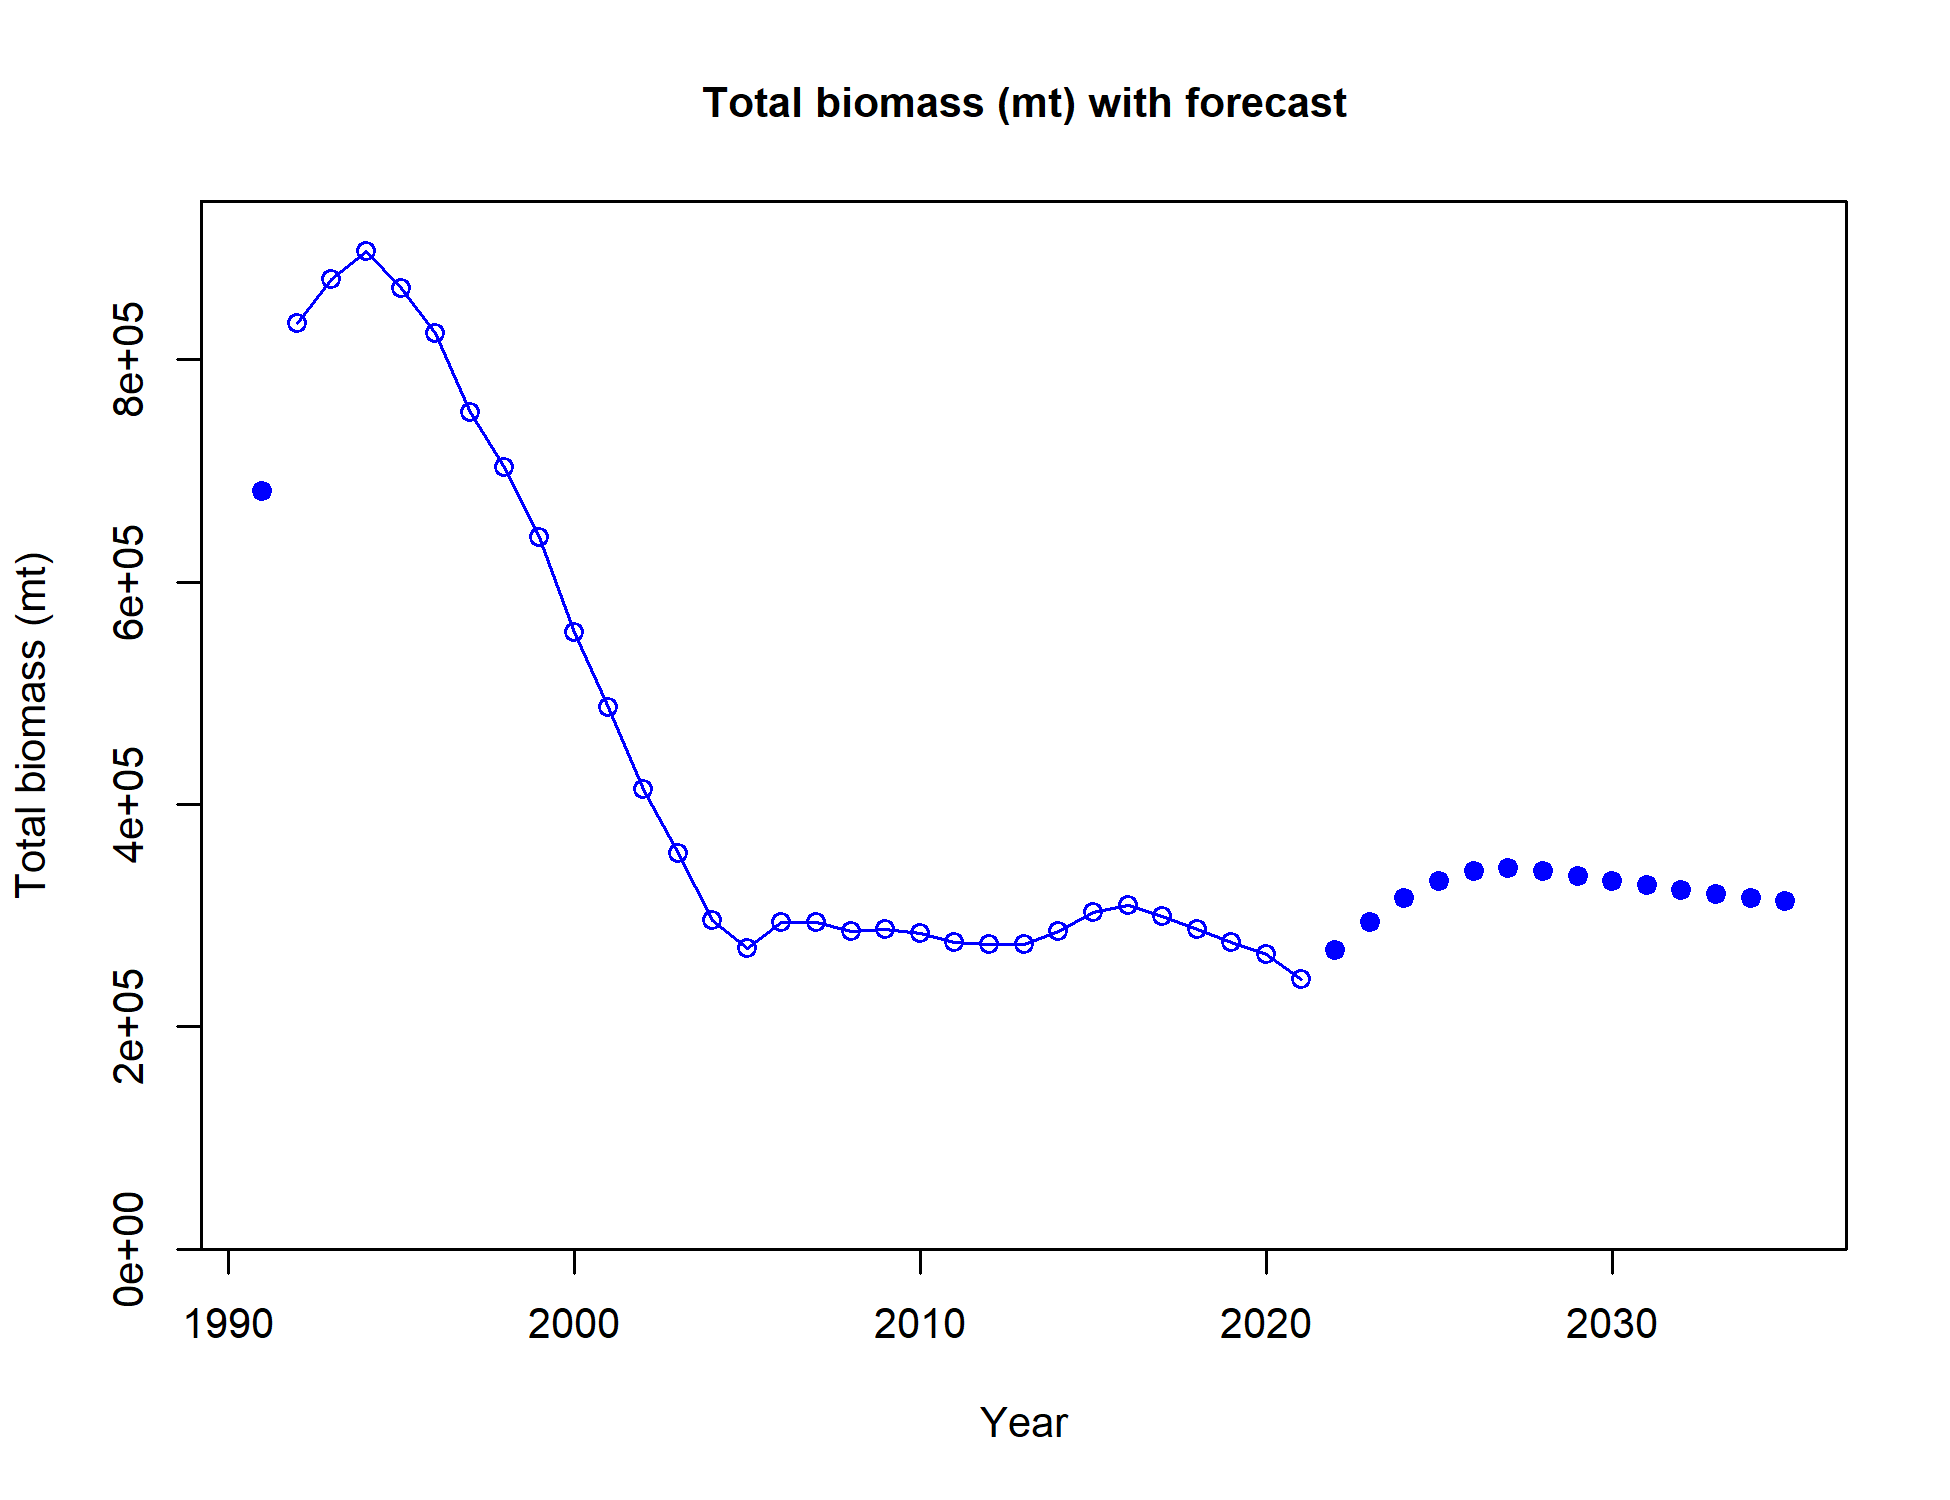 Total biomass (mt) with forecast
Total biomass (mt)
8e+05
6e+05
4e+05
2e+05
0e+00
1990 2000 2010 2020 2030
Year